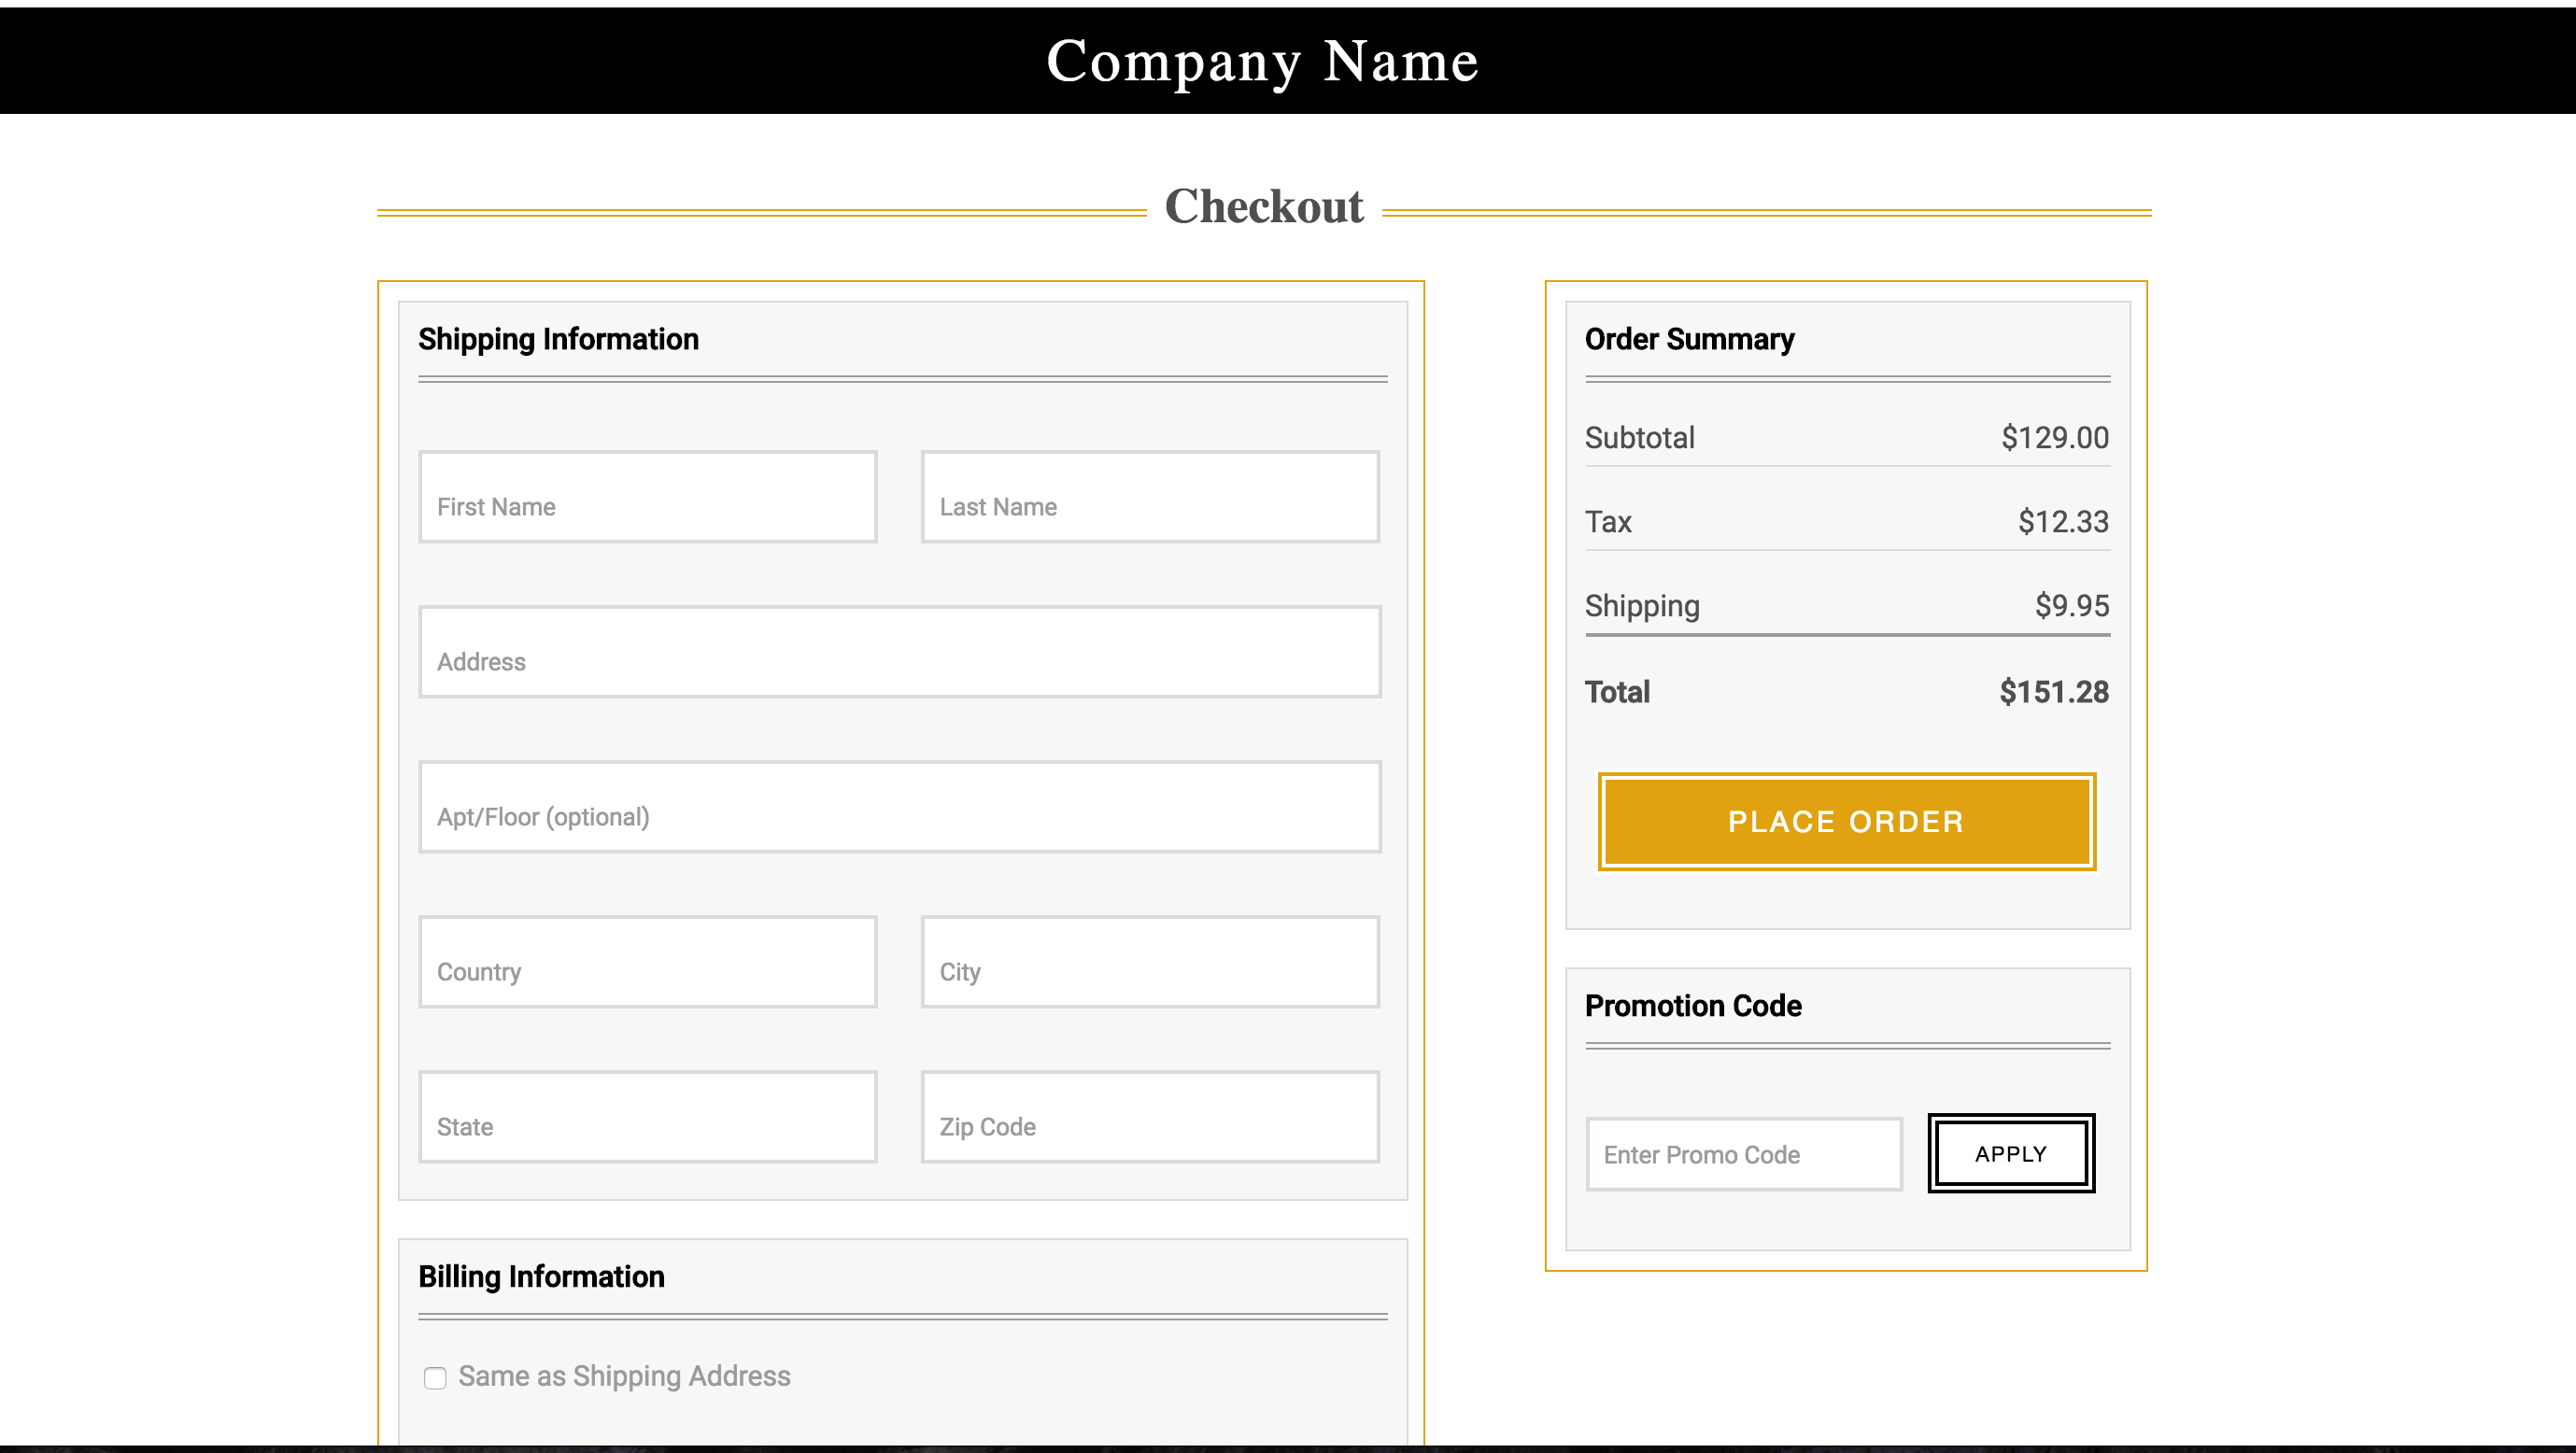 Company Name
Checkout
Shipping Information
First Name
Last Name
Address
Apt/Floor (optional)
Country
City
State
Zip Code
Billing Information
Same as Shipping Address
Order Summary
Subtotal $129.00
Tax $12.33
Shipping $9.95
Total $151.28
PLACE ORDER
Promotion Code
Enter Promo Code
APPLY